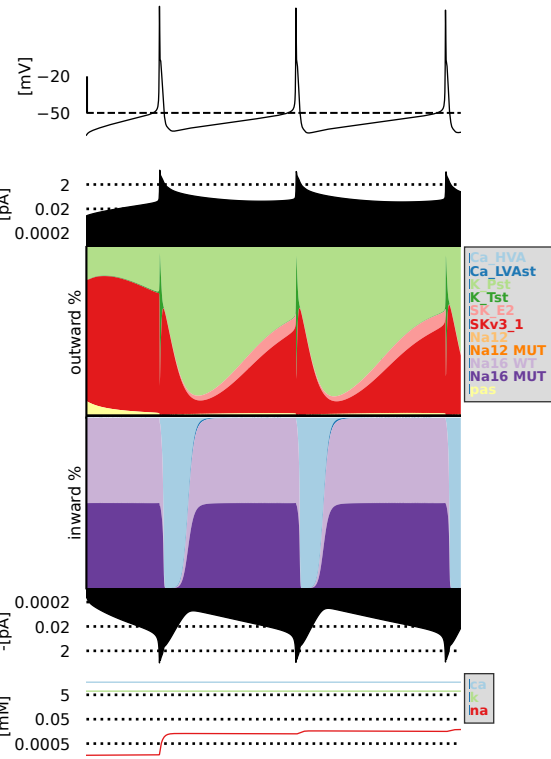 [mV]
−20
−50
[pA]
2
0.02
0.0002
outward %
Ca_HVA
Ca_LVAst
K_Pst
K_Tst
SK_E2
SKv3_1
Na12
Na12 MUT
Na16 WT
Na16 MUT
pas
inward %
-[pA]
0.0002
0.02
2
[mM]
5
0.05
0.0005
ca
k
na